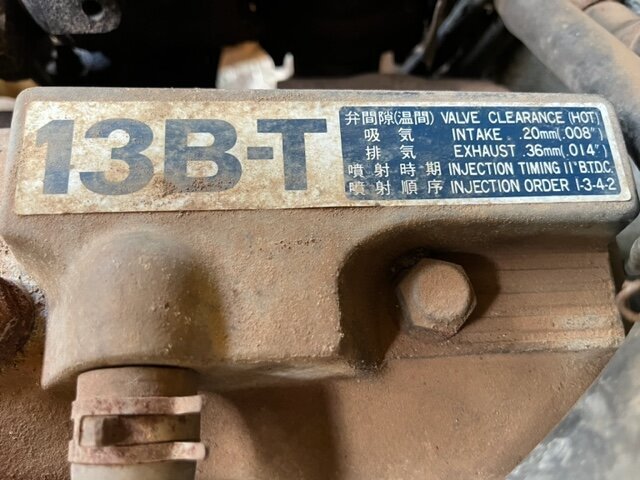 13B-T
弁間隙(温間) VALVE CLEARANCE (HOT)
吸気 INTAKE .20mm(.008")
排気 EXHAUST .36mm(.014")
噴射時期 INJECTION TIMING 11°B.T.D.C.
噴射順序 INJECTION ORDER 1-3-4-2